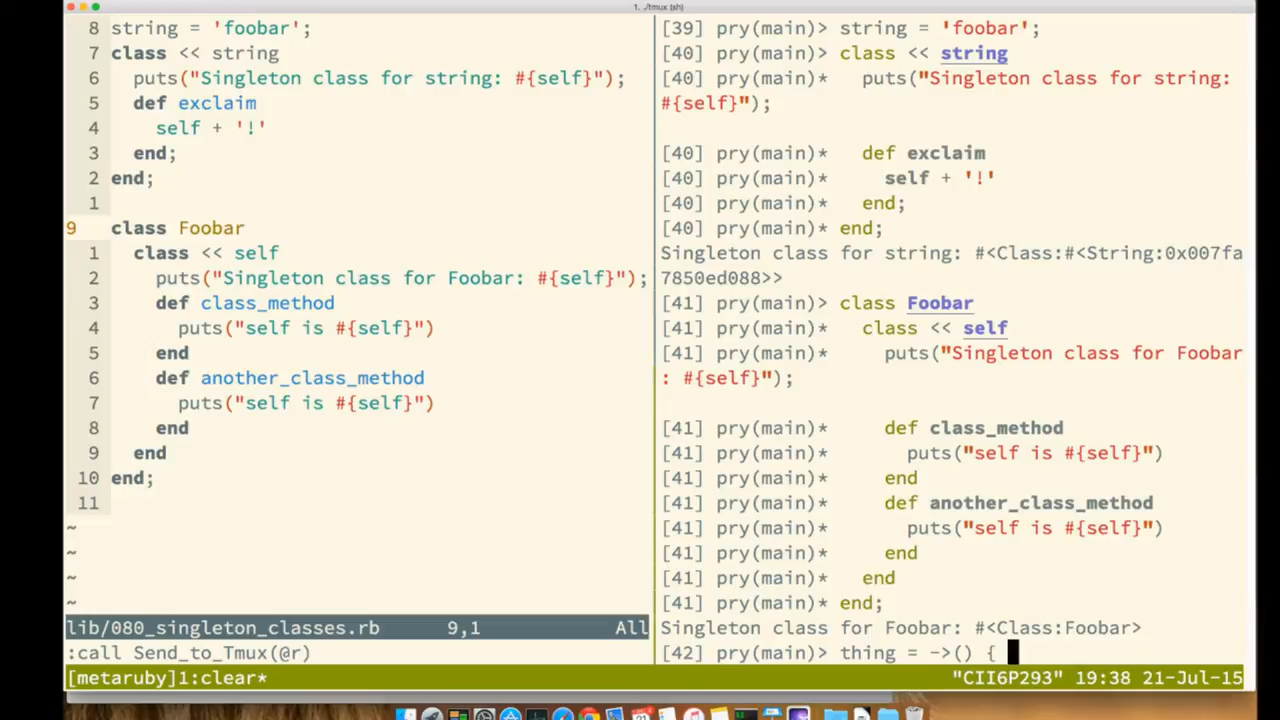 1. ./tmux (sh)
8 string = 'foobar';
7 class << string
6 puts("Singleton class for string: #{self}");
5 def exclaim
4 self + '!'
3 end;
2 end;
1
9 class Foobar
1 class << self
2 puts("Singleton class for Foobar: #{self}");
3 def class_method
4 puts("self is #{self}")
5 end
6 def another_class_method
7 puts("self is #{self}")
8 end
9 end
10 end;
11
~
~
~
~
lib/080_singleton_classes.rb 9,1 All
:call Send_to_Tmux(@r)
[39] pry(main)> string = 'foobar';
[40] pry(main)> class << string
[40] pry(main)* puts("Singleton class for string:
#{self}");
[40] pry(main)* def exclaim
[40] pry(main)* self + '!'
[40] pry(main)* end;
[40] pry(main)* end;
Singleton class for string: #<Class:#<String:0x007fa
7850ed088>>
[41] pry(main)> class Foobar
[41] pry(main)* class << self
[41] pry(main)* puts("Singleton class for Foobar
: #{self}");
[41] pry(main)* def class_method
[41] pry(main)* puts("self is #{self}")
[41] pry(main)* end
[41] pry(main)* def another_class_method
[41] pry(main)* puts("self is #{self}")
[41] pry(main)* end
[41] pry(main)* end
[41] pry(main)* end;
Singleton class for Foobar: #<Class:Foobar>
[42] pry(main)> thing = ->() {
[metaruby]1:clear* "CII6P293" 19:38 21-Jul-15